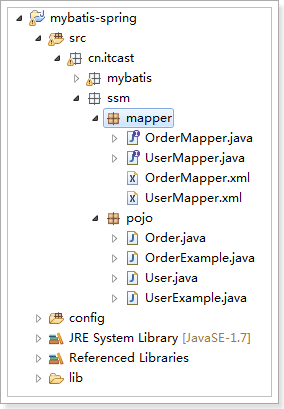 mybatis-spring
src
cn.itcast
mybatis
ssm
mapper
OrderMapper.java
UserMapper.java
OrderMapper.xml
UserMapper.xml
pojo
Order.java
OrderExample.java
User.java
UserExample.java
config
JRE System Library [JavaSE-1.7]
Referenced Libraries
lib